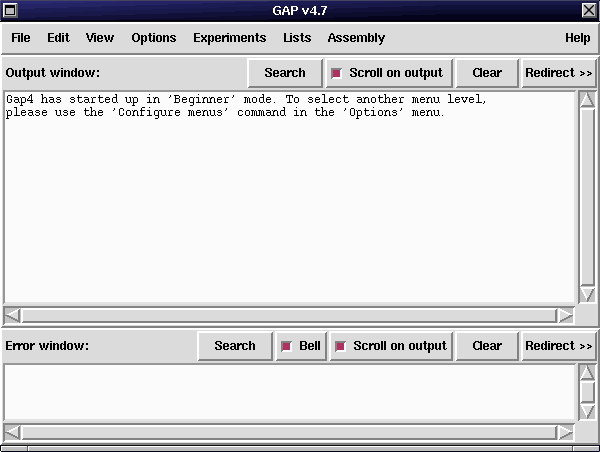 GAP v4.7
File Edit View Options Experiments Lists Assembly Help
Output window: Search Scroll on output Clear Redirect >>
Gap4 has started up in 'Beginner' mode. To select another menu level,
please use the 'Configure menus' command in the 'Options' menu.
Error window: Search Bell Scroll on output Clear Redirect >>